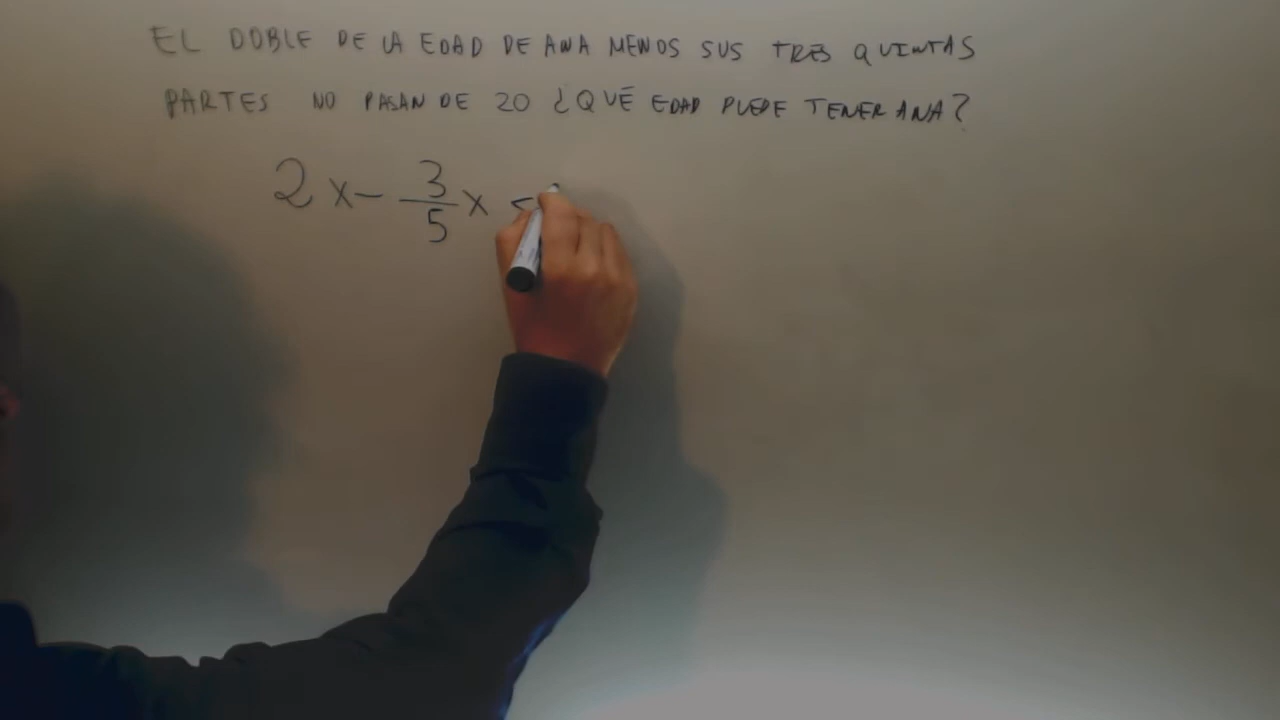 EL DOBLE DE LA EDAD DE ANA MENOS SUS TRES QUINTAS
PARTES NO PASAN DE 20 ¿QUÉ EDAD PUEDE TENER ANA?
2x - 3/5 x <